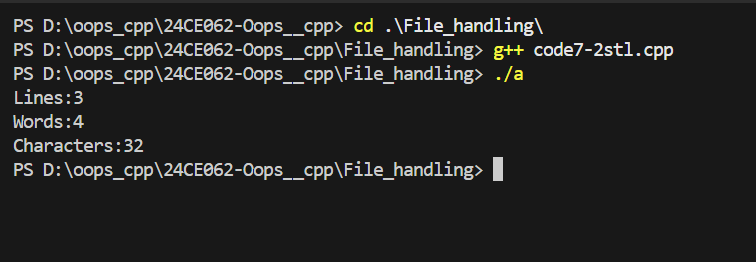 PS D:\oops_cpp\24CE062-Oops__cpp> cd .\File_handling\
PS D:\oops_cpp\24CE062-Oops__cpp\File_handling> g++ code7-2stl.cpp
PS D:\oops_cpp\24CE062-Oops__cpp\File_handling> ./a
Lines:3
Words:4
Characters:32
PS D:\oops_cpp\24CE062-Oops__cpp\File_handling>